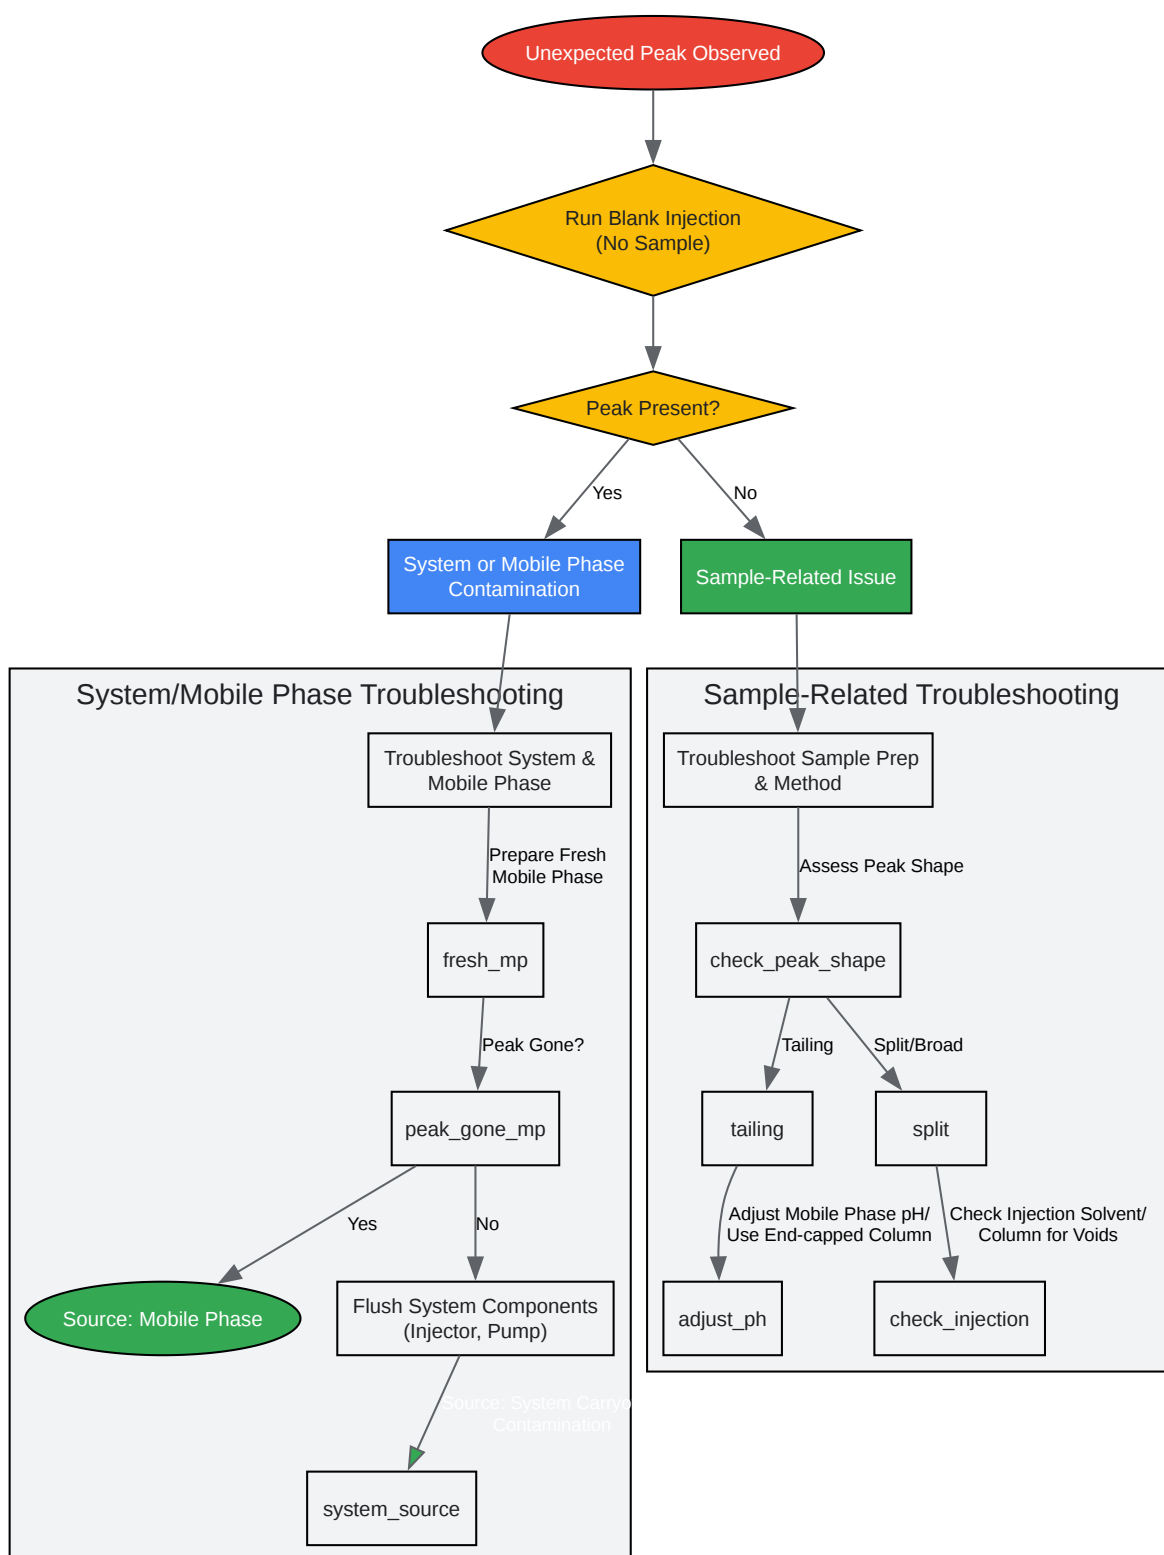 Unexpected Peak Observed
Run Blank Injection
(No Sample)
Peak Present?
Yes
No
System or Mobile Phase
Contamination
Sample-Related Issue
System/Mobile Phase Troubleshooting
Troubleshoot System &
Mobile Phase
Prepare Fresh
Mobile Phase
fresh_mp
Peak Gone?
peak_gone_mp
Yes
No
Source: Mobile Phase
Flush System Components
(Injector, Pump)
Source: System
Contamination
system_source
Sample-Related Troubleshooting
Troubleshoot Sample Prep
& Method
Assess Peak Shape
check_peak_shape
Tailing
Split/Broad
tailing
split
Adjust Mobile Phase pH/
Use End-capped Column
Check Injection Solvent/
Column for Voids
adjust_ph
check_injection